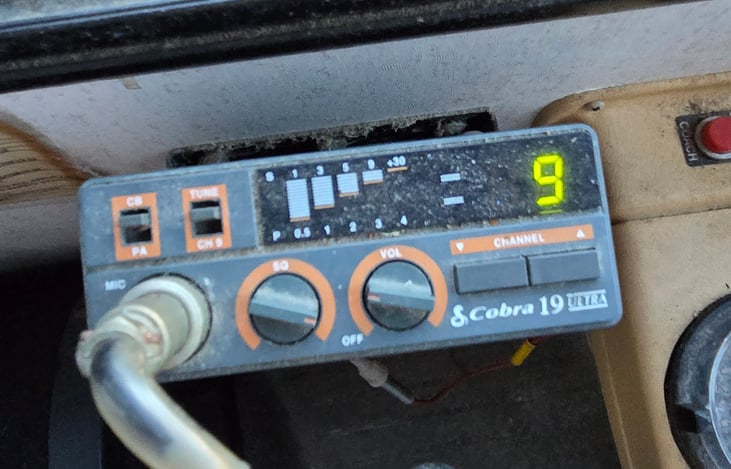 S 1 3 5 9 +30
9
P 0.5 1 2 3 4
CB
PA
TUNE
CH 9
MIC
SQ
VOL
OFF
▼ CHANNEL ▲
Cobra 19 ULTRA
COACH